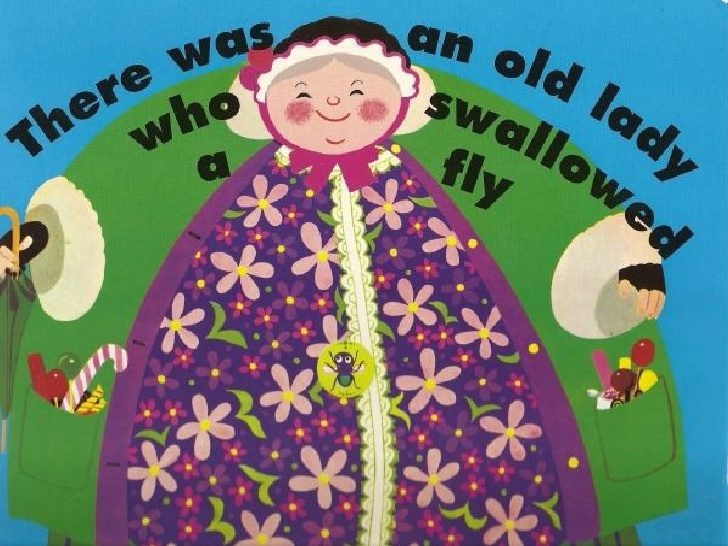 There was an old lady
who swallowed
a fly